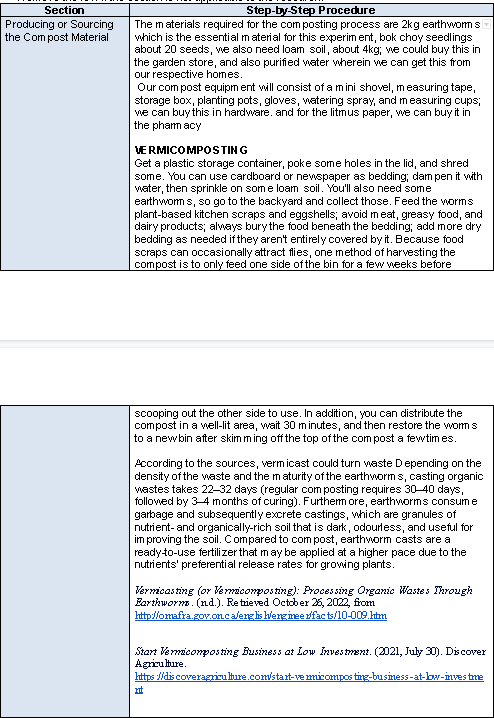 Section Step-by-Step Procedure
Producing or Sourcing
the Compost Material
The materials required for the composting process are 2kg earthworms
which is the essential material for this experiment, bok choy seedlings
about 20 seeds, we also need loam soil, about 4kg; we could buy this in
the garden store, and also purified water wherein we can get this from
our respective homes.
Our compost equipment will consist of a mini shovel, measuring tape,
storage box, planting pots, gloves, watering spray, and measuring cups;
we can buy this in hardware. and for the litmus paper, we can buy it in
the pharmacy
VERMICOMPOSTING
Get a plastic storage container, poke some holes in the lid, and shred
some. You can use cardboard or newspaper as bedding; dampen it with
water, then sprinkle on some loam soil. You'll also need some
earthworms, so go to the backyard and collect those. Feed the worms
plant-based kitchen scraps and eggshells; avoid meat, greasy food, and
dairy products; always bury the food beneath the bedding; add more dry
bedding as needed if they aren't entirely covered by it. Because food
scraps can occasionally attract flies, one method of harvesting the
compost is to only feed one side of the bin for a few weeks before
scooping out the other side to use. In addition, you can distribute the
compost in a well-lit area, wait 30 minutes, and then restore the worms
to a new bin after skimming off the top of the compost a few times.
According to the sources, vermicast could turn waste Depending on the
density of the waste and the maturity of the earthworms, casting organic
wastes takes 22–32 days (regular composting requires 30–40 days,
followed by 3–4 months of curing). Furthermore, earthworms consume
garbage and subsequently excrete castings, which are granules of
nutrient- and organically-rich soil that is dark, odourless, and useful for
improving the soil. Compared to compost, earthworm casts are a
ready-to-use fertilizer that may be applied at a higher pace due to the
nutrients' preferential release rates for growing plants.
Vermicasting (or Vermicomposting): Processing Organic Wastes Through
Earthworms. (n.d.). Retrieved October 26, 2022, from
http://omafra.gov.on.ca/english/engineer/facts/10-009.htm
Start Vermicomposting Business at Low Investment. (2021, July 30). Discover
Agriculture.
https://discoveragriculture.com/start-vermicomposting-business-at-low-investme
nt